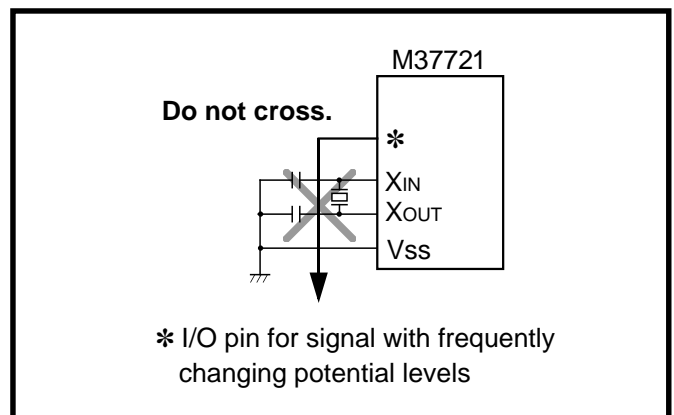 M37721
Do not cross.
✻
XIN
XOUT
Vss
✻ I/O pin for signal with frequently
changing potential levels